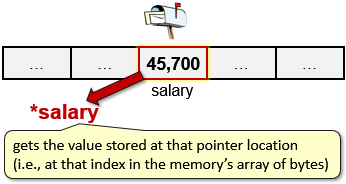 … … 45,700 … …
salary
*salary
gets the value stored at that pointer location
(i.e., at that index in the memory's array of bytes)